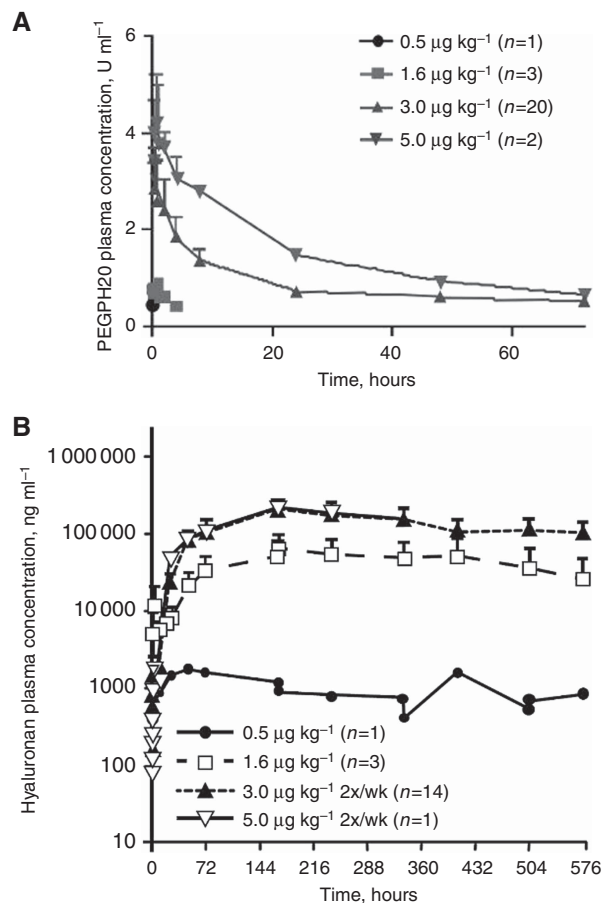 A
PEGPH20 plasma concentration, U ml⁻¹
6
4
2
0
0
20
40
60
Time, hours
0.5 μg kg⁻¹ (n=1)
1.6 μg kg⁻¹ (n=3)
3.0 μg kg⁻¹ (n=20)
5.0 μg kg⁻¹ (n=2)
B
Hyaluronan plasma concentration, ng ml⁻¹
1 000 000
100 000
10 000
1000
100
10
0.5 μg kg⁻¹ (n=1)
1.6 μg kg⁻¹ (n=3)
3.0 μg kg⁻¹ 2x/wk (n=14)
5.0 μg kg⁻¹ 2x/wk (n=1)
0 72 144 216 288 360 432 504 576
Time, hours